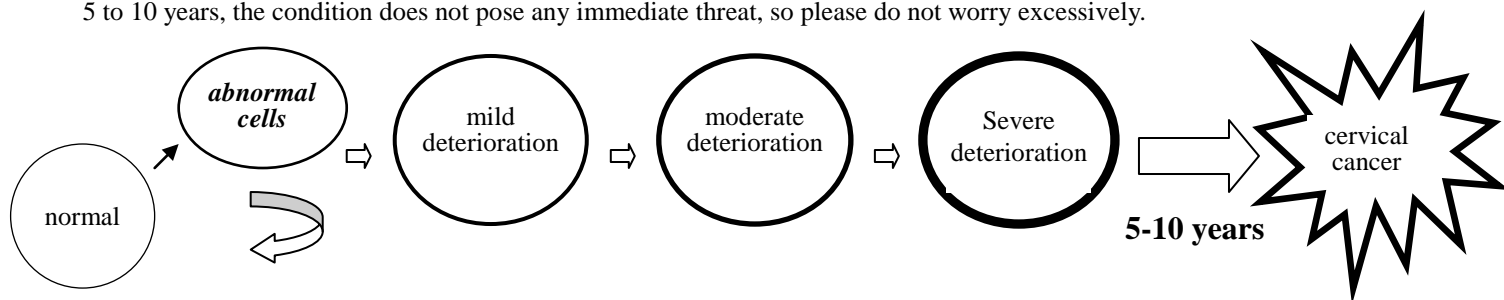 5 to 10 years, the condition does not pose any immediate threat, so please do not worry excessively.
normal
abnormal
cells
mild
deterioration
moderate
deterioration
Severe
deterioration
5-10 years
cervical
cancer